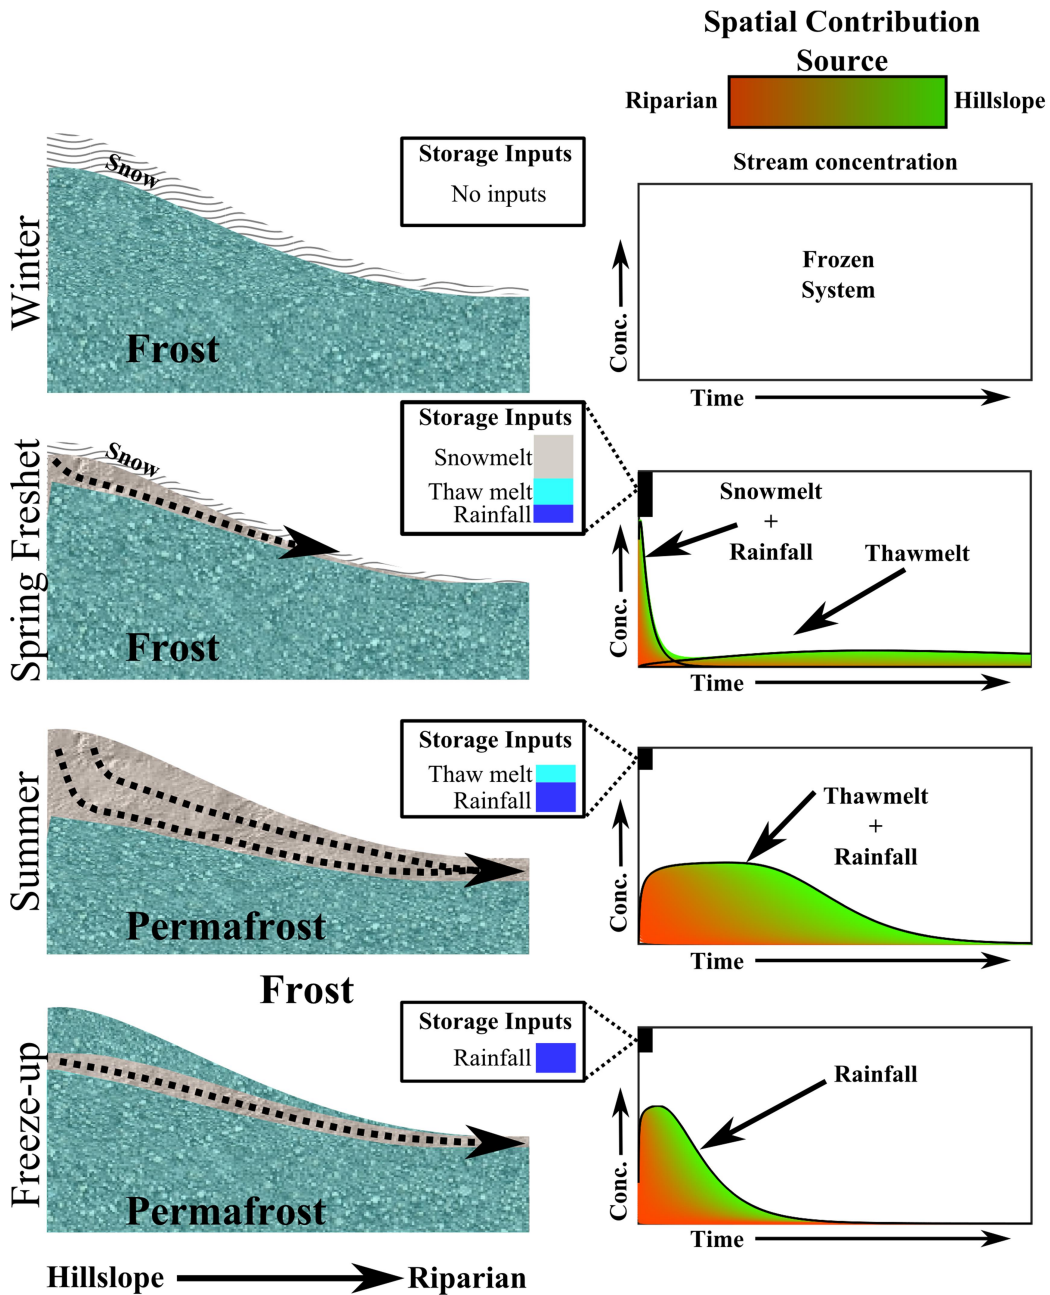 Spatial Contribution
Source
Riparian
Hillslope
Stream concentration
Winter
Snow
Frost
Storage Inputs
No inputs
Frozen
System
Conc.
Time
Spring Freshet
Snow
Frost
Storage Inputs
Snowmelt
Thaw melt
Rainfall
Snowmelt
+
Rainfall
Thawmelt
Conc.
Time
Summer
Permafrost
Storage Inputs
Thaw melt
Rainfall
Thawmelt
+
Rainfall
Conc.
Time
Freeze-up
Frost
Permafrost
Storage Inputs
Rainfall
Rainfall
Conc.
Time
Hillslope
Riparian